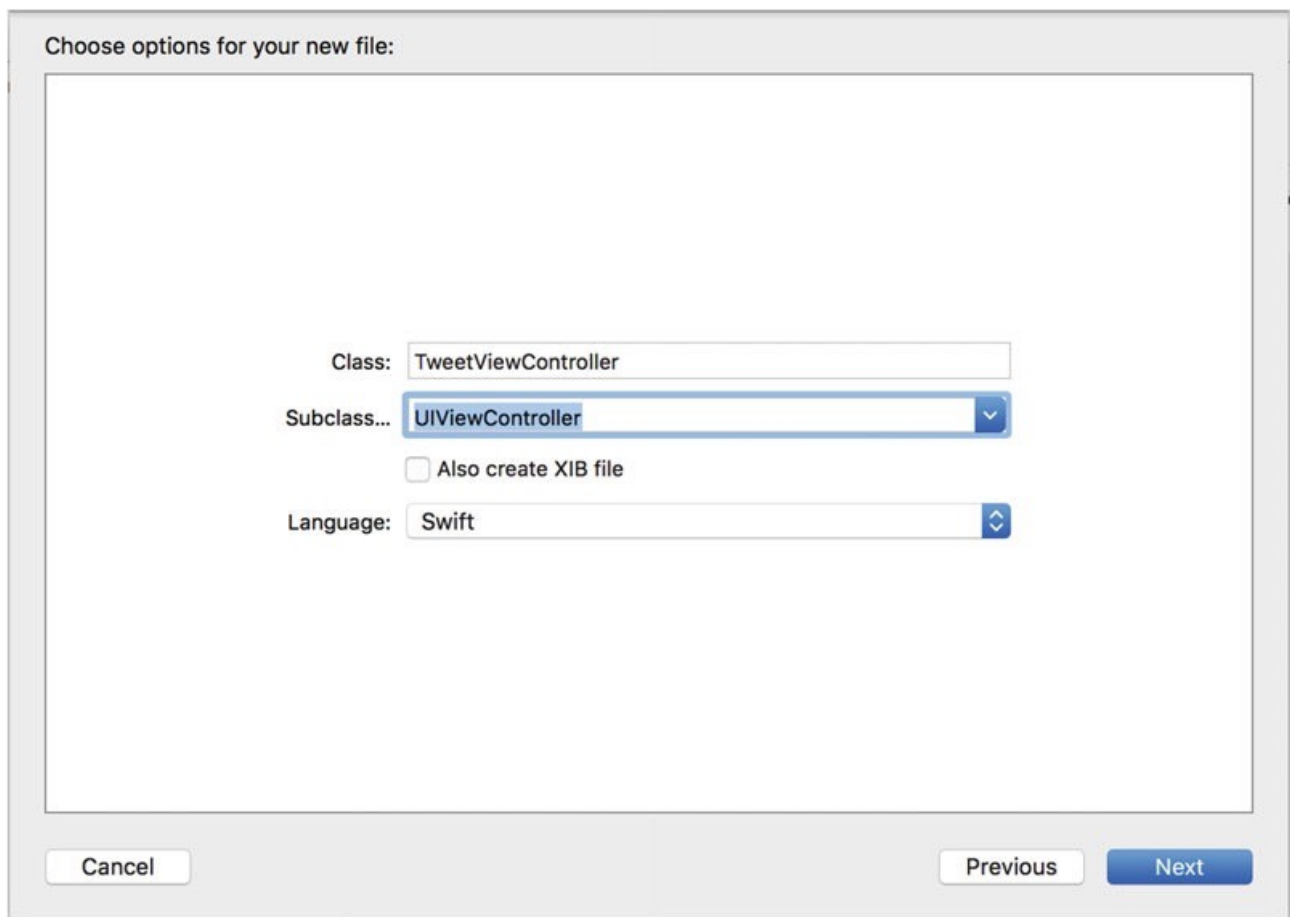 Choose options for your new file:
Class: TweetViewController
Subclass... UIViewController
Also create XIB file
Language: Swift
Cancel Previous Next